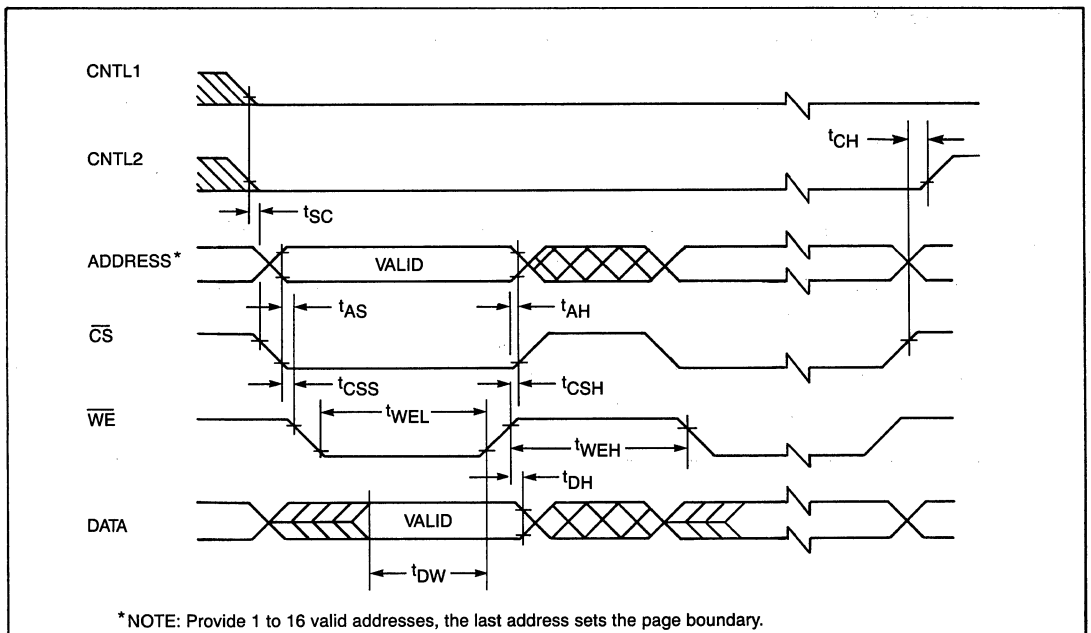 CNTL1
tCH
CNTL2
tSC
ADDRESS*
VALID
tAS
tAH
CS
tCSS
tCSH
tWEL
WE
tWEH
tDH
DATA
VALID
tDW
*NOTE: Provide 1 to 16 valid addresses, the last address sets the page boundary.